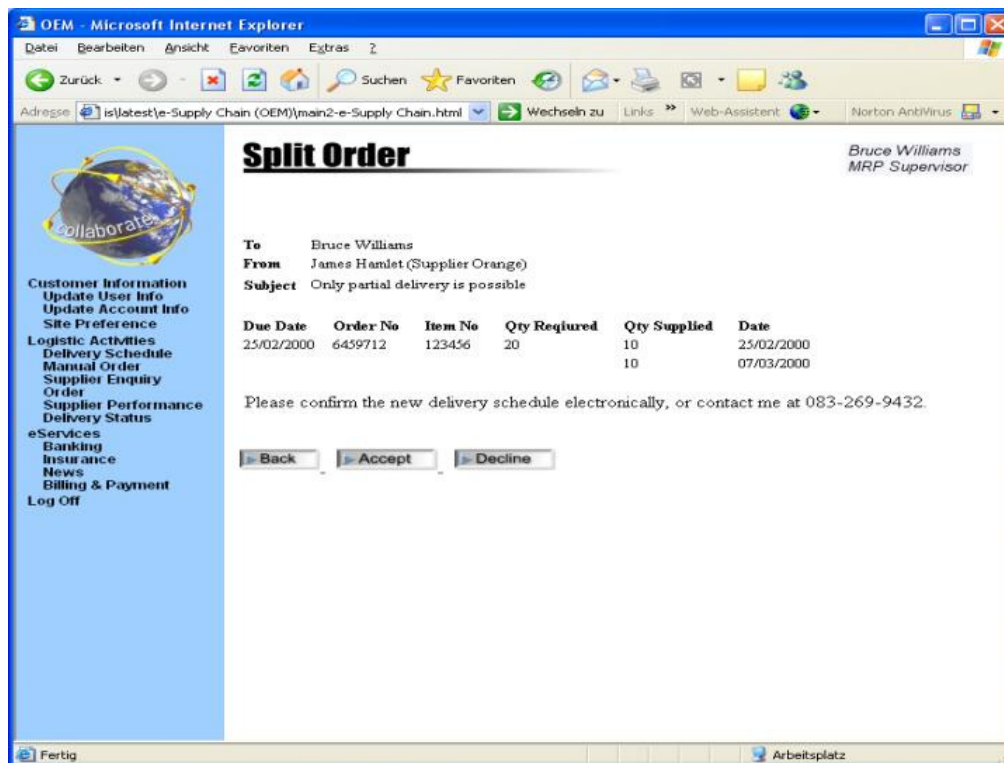 OEM - Microsoft Internet Explorer
Datei Bearbeiten Ansicht Favoriten Extras ?
Zurück Suchen Favoriten
Adresse is\latest\e-Supply Chain (OEM)\main2-e-Supply Chain.html Wechseln zu Links » Web-Assistent Norton AntiVirus
collaborate
Customer Information
Update User Info
Update Account Info
Site Preference
Logistic Activities
Delivery Schedule
Manual Order
Supplier Enquiry
Order
Supplier Performance
Delivery Status
eServices
Banking
Insurance
News
Billing & Payment
Log Off
Split Order
Bruce Williams
MRP Supervisor
To Bruce Williams
From James Hamlet (Supplier Orange)
Subject Only partial delivery is possible
Due Date Order No Item No Qty Reqiured Qty Supplied Date
25/02/2000 6459712 123456 20 10 25/02/2000
10 07/03/2000
Please confirm the new delivery schedule electronically, or contact me at 083-269-9432.
Back Accept Decline
Fertig Arbeitsplatz